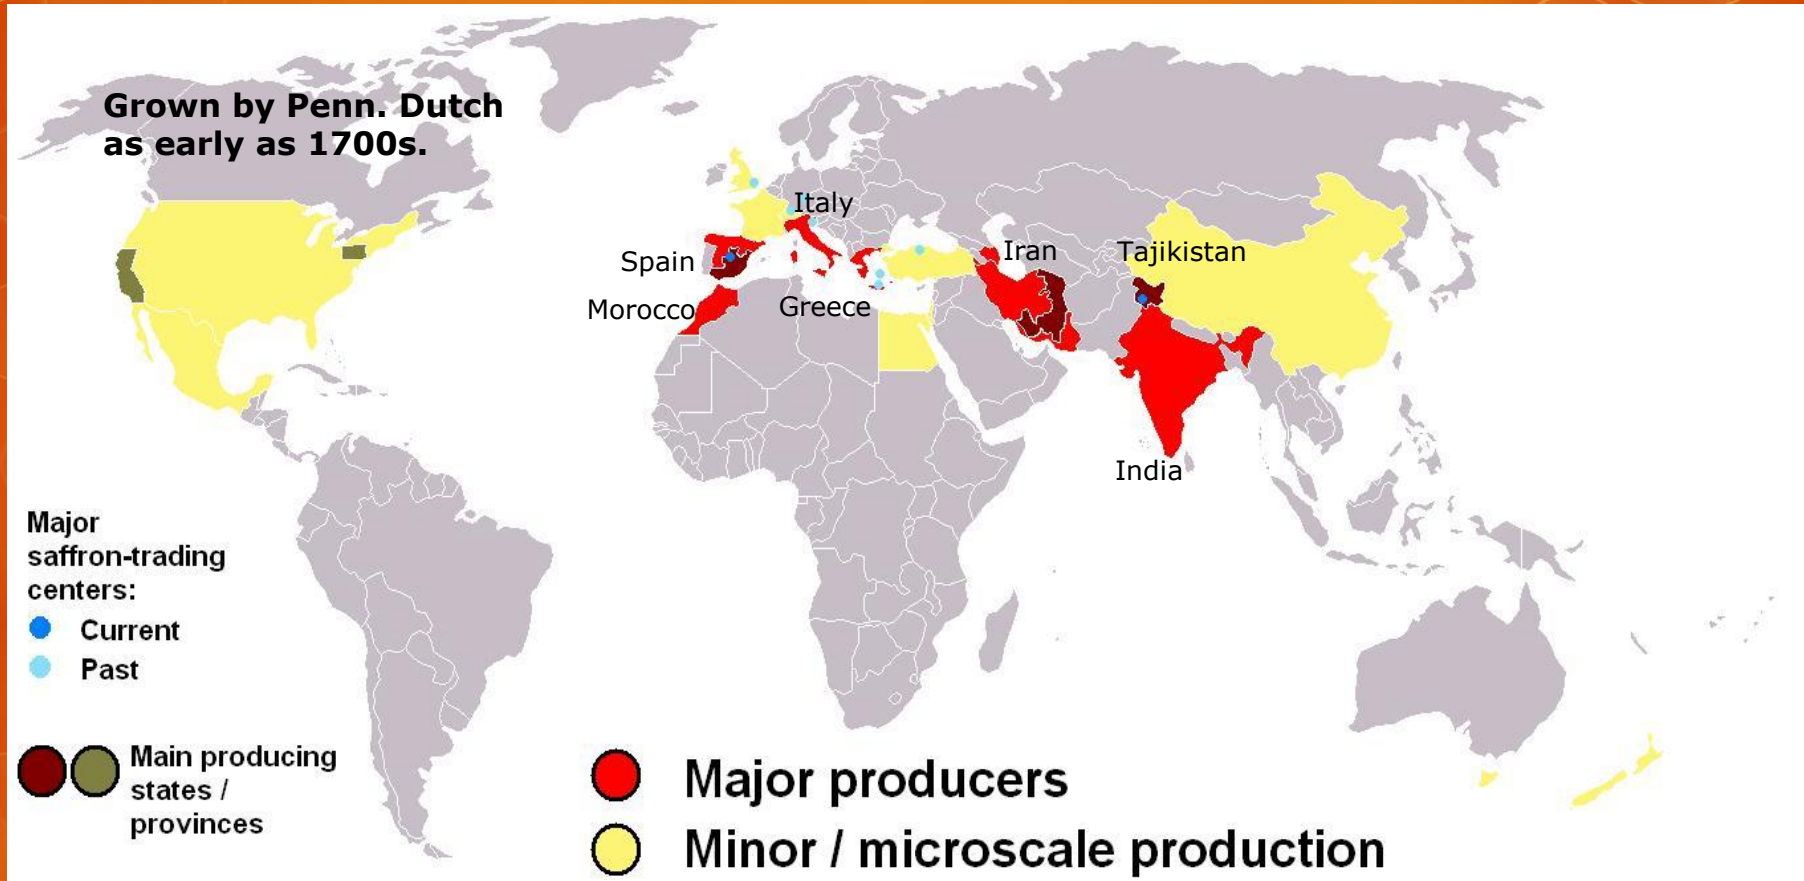 Grown by Penn. Dutch
as early as 1700s.
Italy
Spain
Iran
Tajikistan
Morocco
Greece
India
Major
saffron-trading
centers:
Current
Past
Main producing
states /
provinces
Major producers
Minor / microscale production